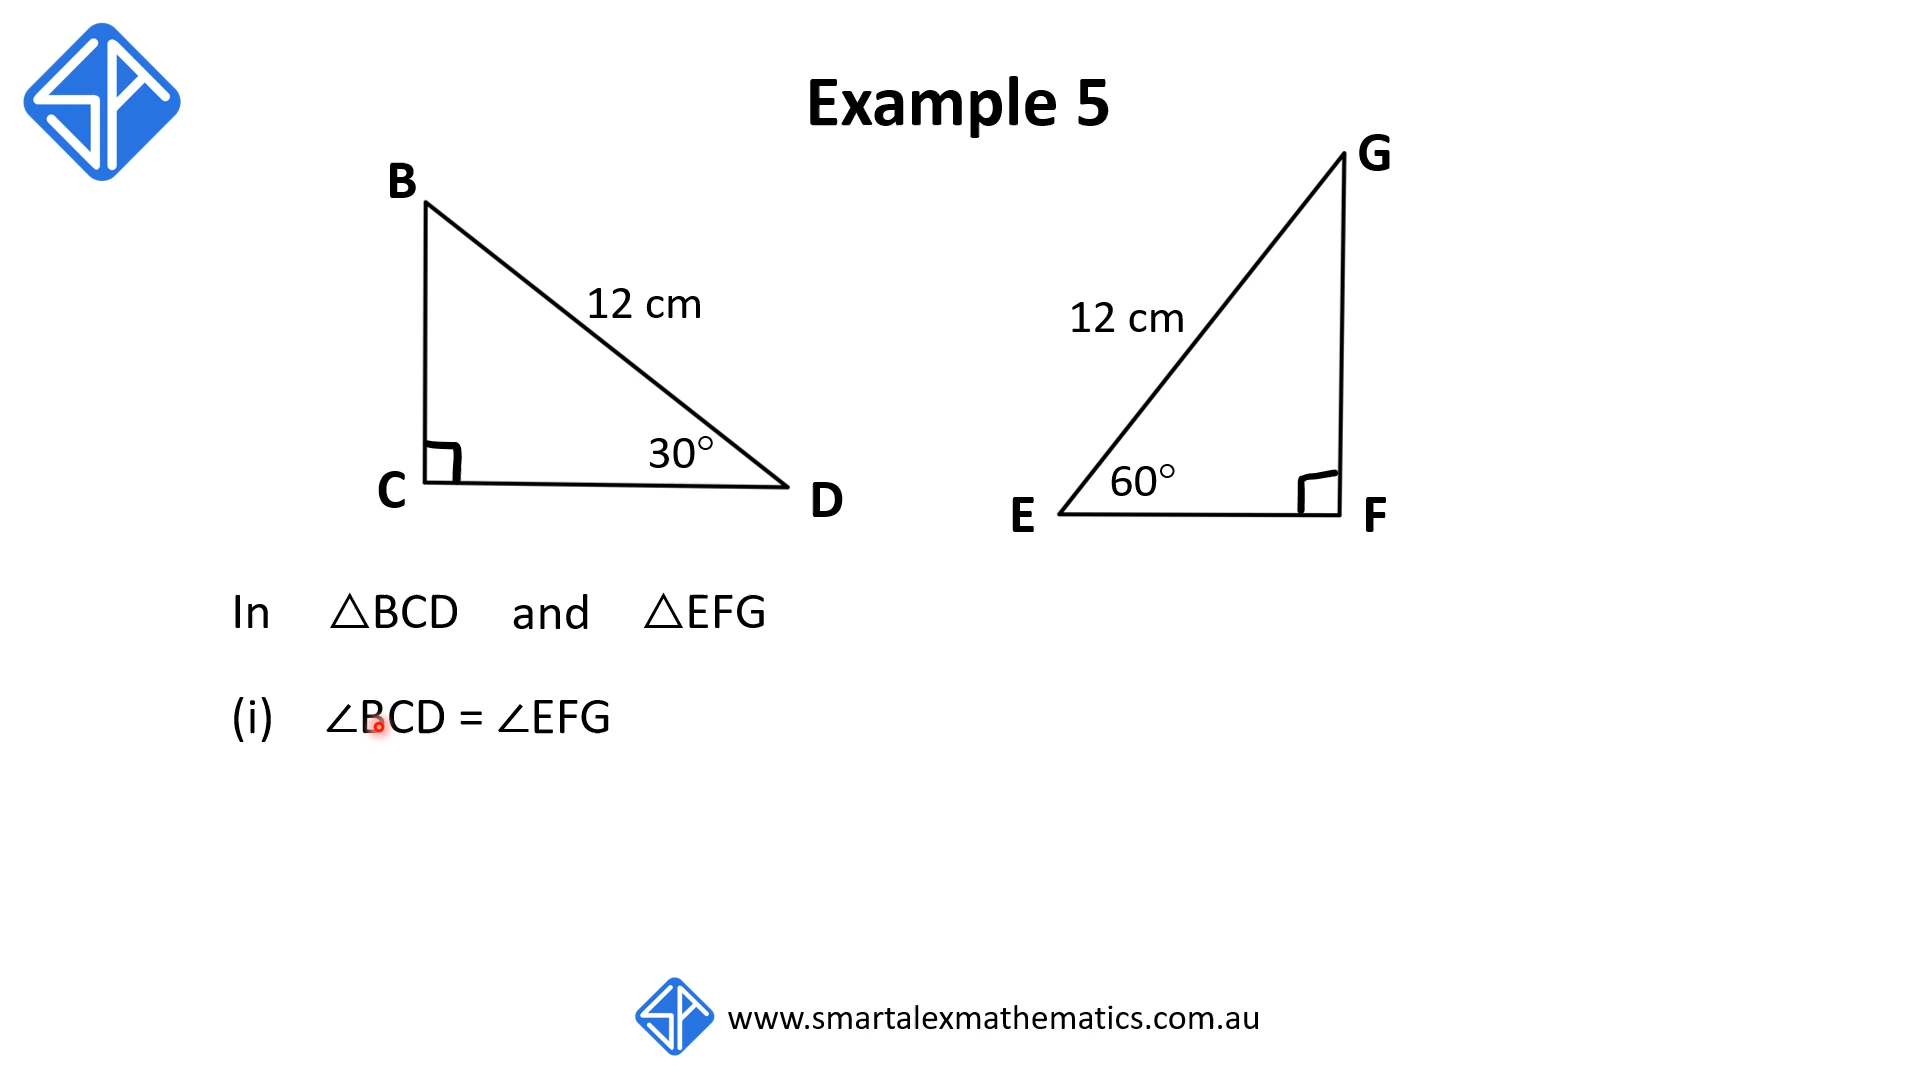 Example 5
B
G
12 cm
12 cm
30°
60°
C
D
E
F
In △BCD and △EFG
(i) ∠BCD = ∠EFG
www.smartalexmathematics.com.au